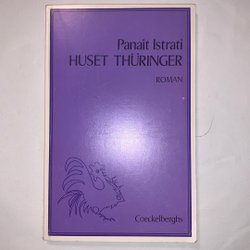 Panait Istrati
HUSET THÜRINGER
ROMAN
Coeckelberghs